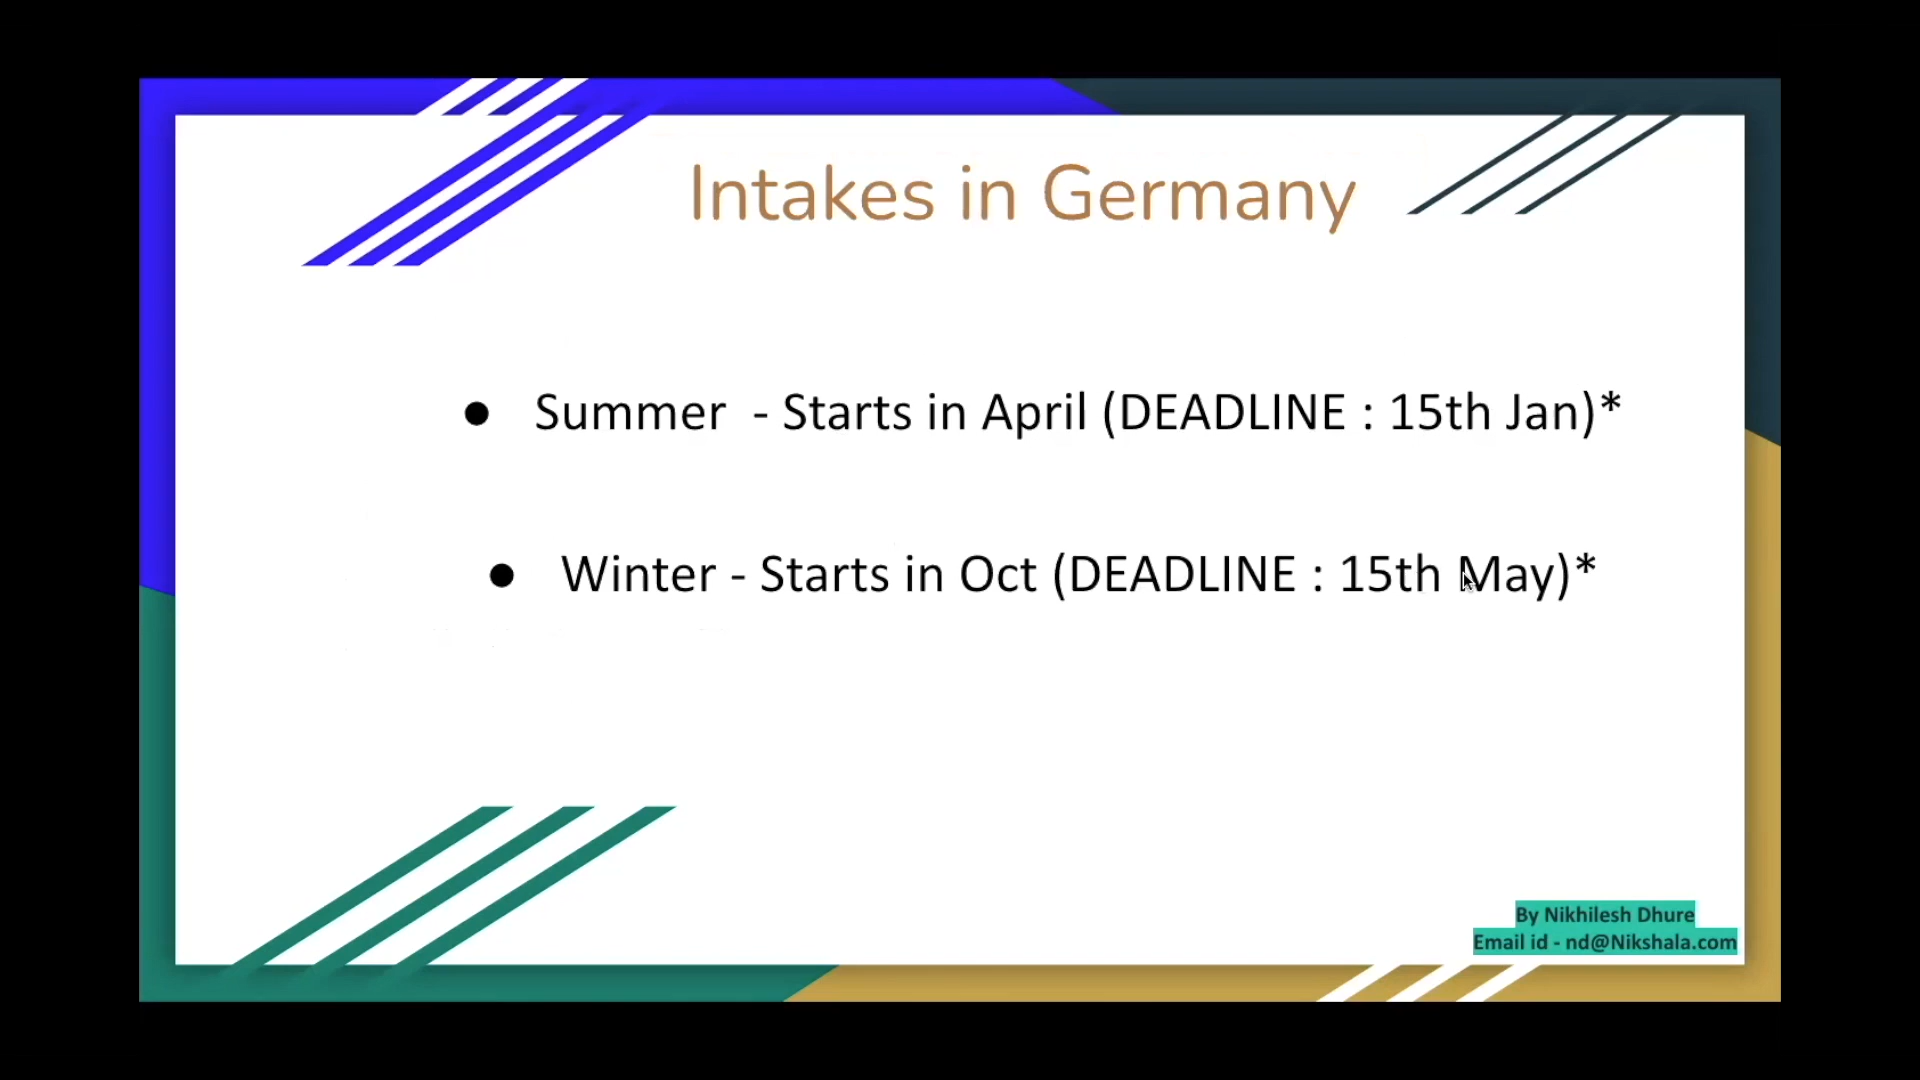 Intakes in Germany
● Summer - Starts in April (DEADLINE : 15th Jan)*
● Winter - Starts in Oct (DEADLINE : 15th May)*
By Nikhilesh Dhure
Email id - nd@Nikshala.com